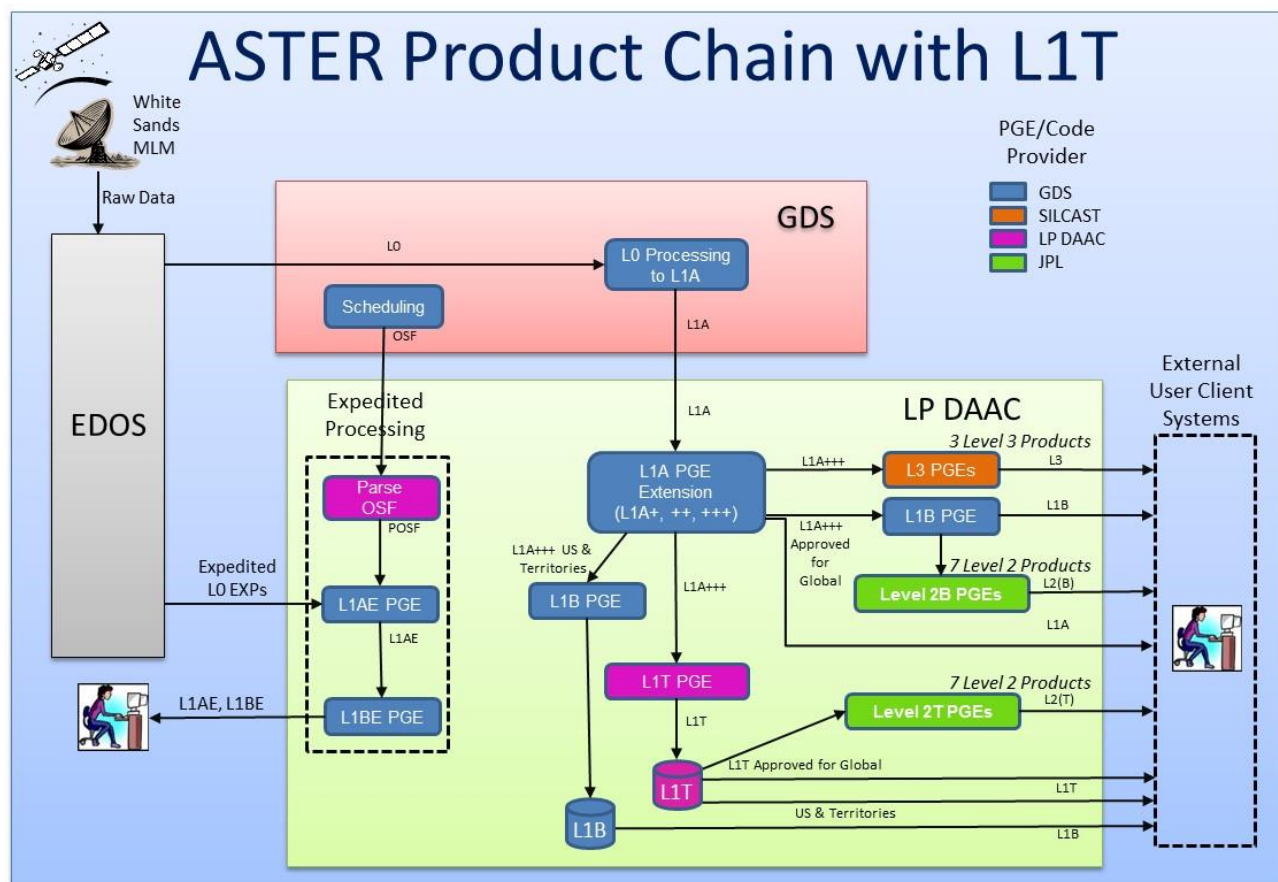 ASTER Product Chain with L1T
White
Sands
MLM
Raw Data
PGE/Code
Provider
GDS
SILCAST
LP DAAC
JPL
GDS
L0
L0 Processing
to L1A
Scheduling
OSF
L1A
EDOS
Expedited
Processing
LP DAAC
External
User Client
Systems
L1A
3 Level 3 Products
L1A PGE
Extension
(L1A+, ++, +++)
L1A+++
L3 PGEs
L3
Parse
OSF
POSF
L1B PGE
L1B
L1A+++
Approved
for
Global
L1A+++ US &
Territories
L1A+++
7 Level 2 Products
Level 2B PGEs
L2(B)
Expedited
L0 EXPs
L1AE PGE
L1AE
L1B PGE
L1A
L1T PGE
L1T
7 Level 2 Products
Level 2T PGEs
L2(T)
L1AE, L1BE
L1BE PGE
L1T
L1T Approved for Global
L1T
US & Territories
L1B
L1B